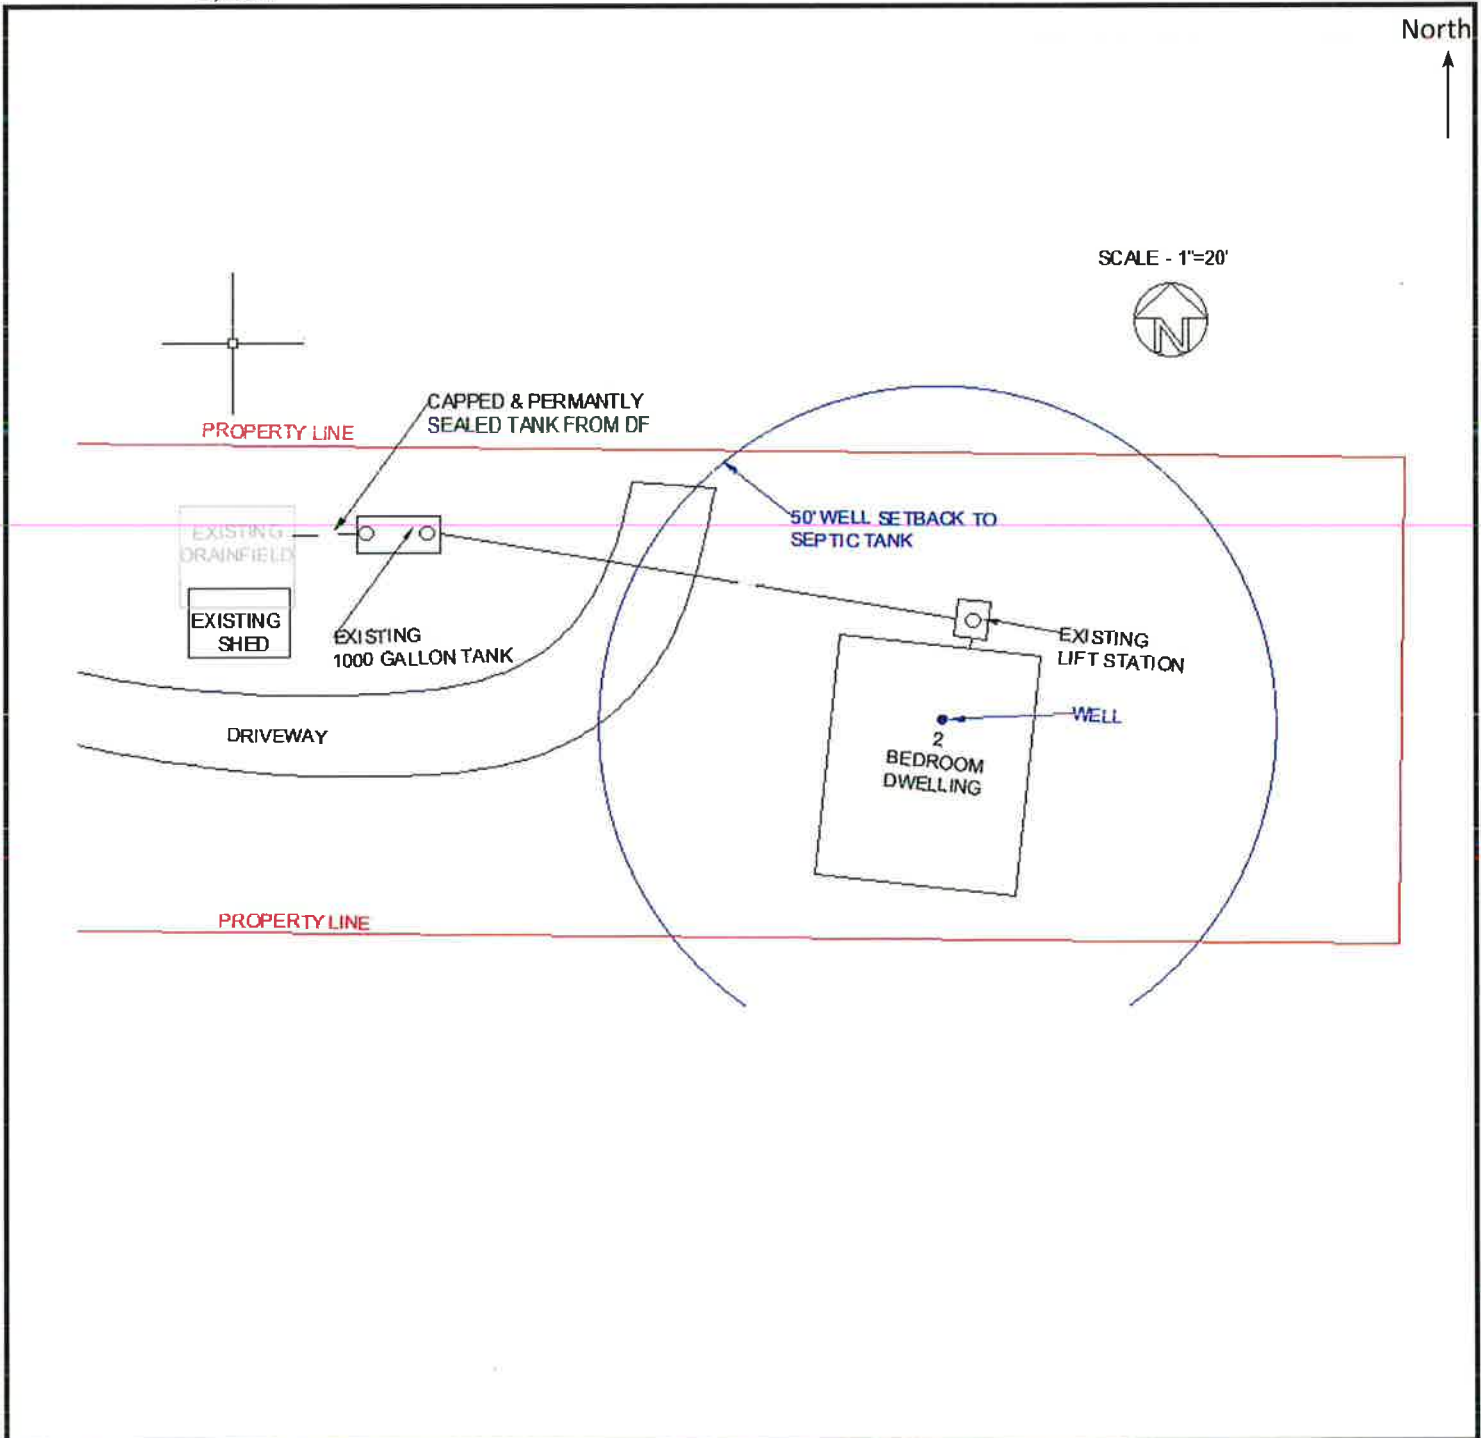 North
SCALE - 1"=20'
N
CAPPED & PERMANTLY
SEALED TANK FROM DF
PROPERTY LINE
50' WELL SETBACK TO
SEPTIC TANK
EXISTING
DRAINFIELD
EXISTING
SHED
EXISTING
1000 GALLON TANK
EXISTING
LIFT STATION
WELL
2
BEDROOM
DWELLING
DRIVEWAY
PROPERTY LINE